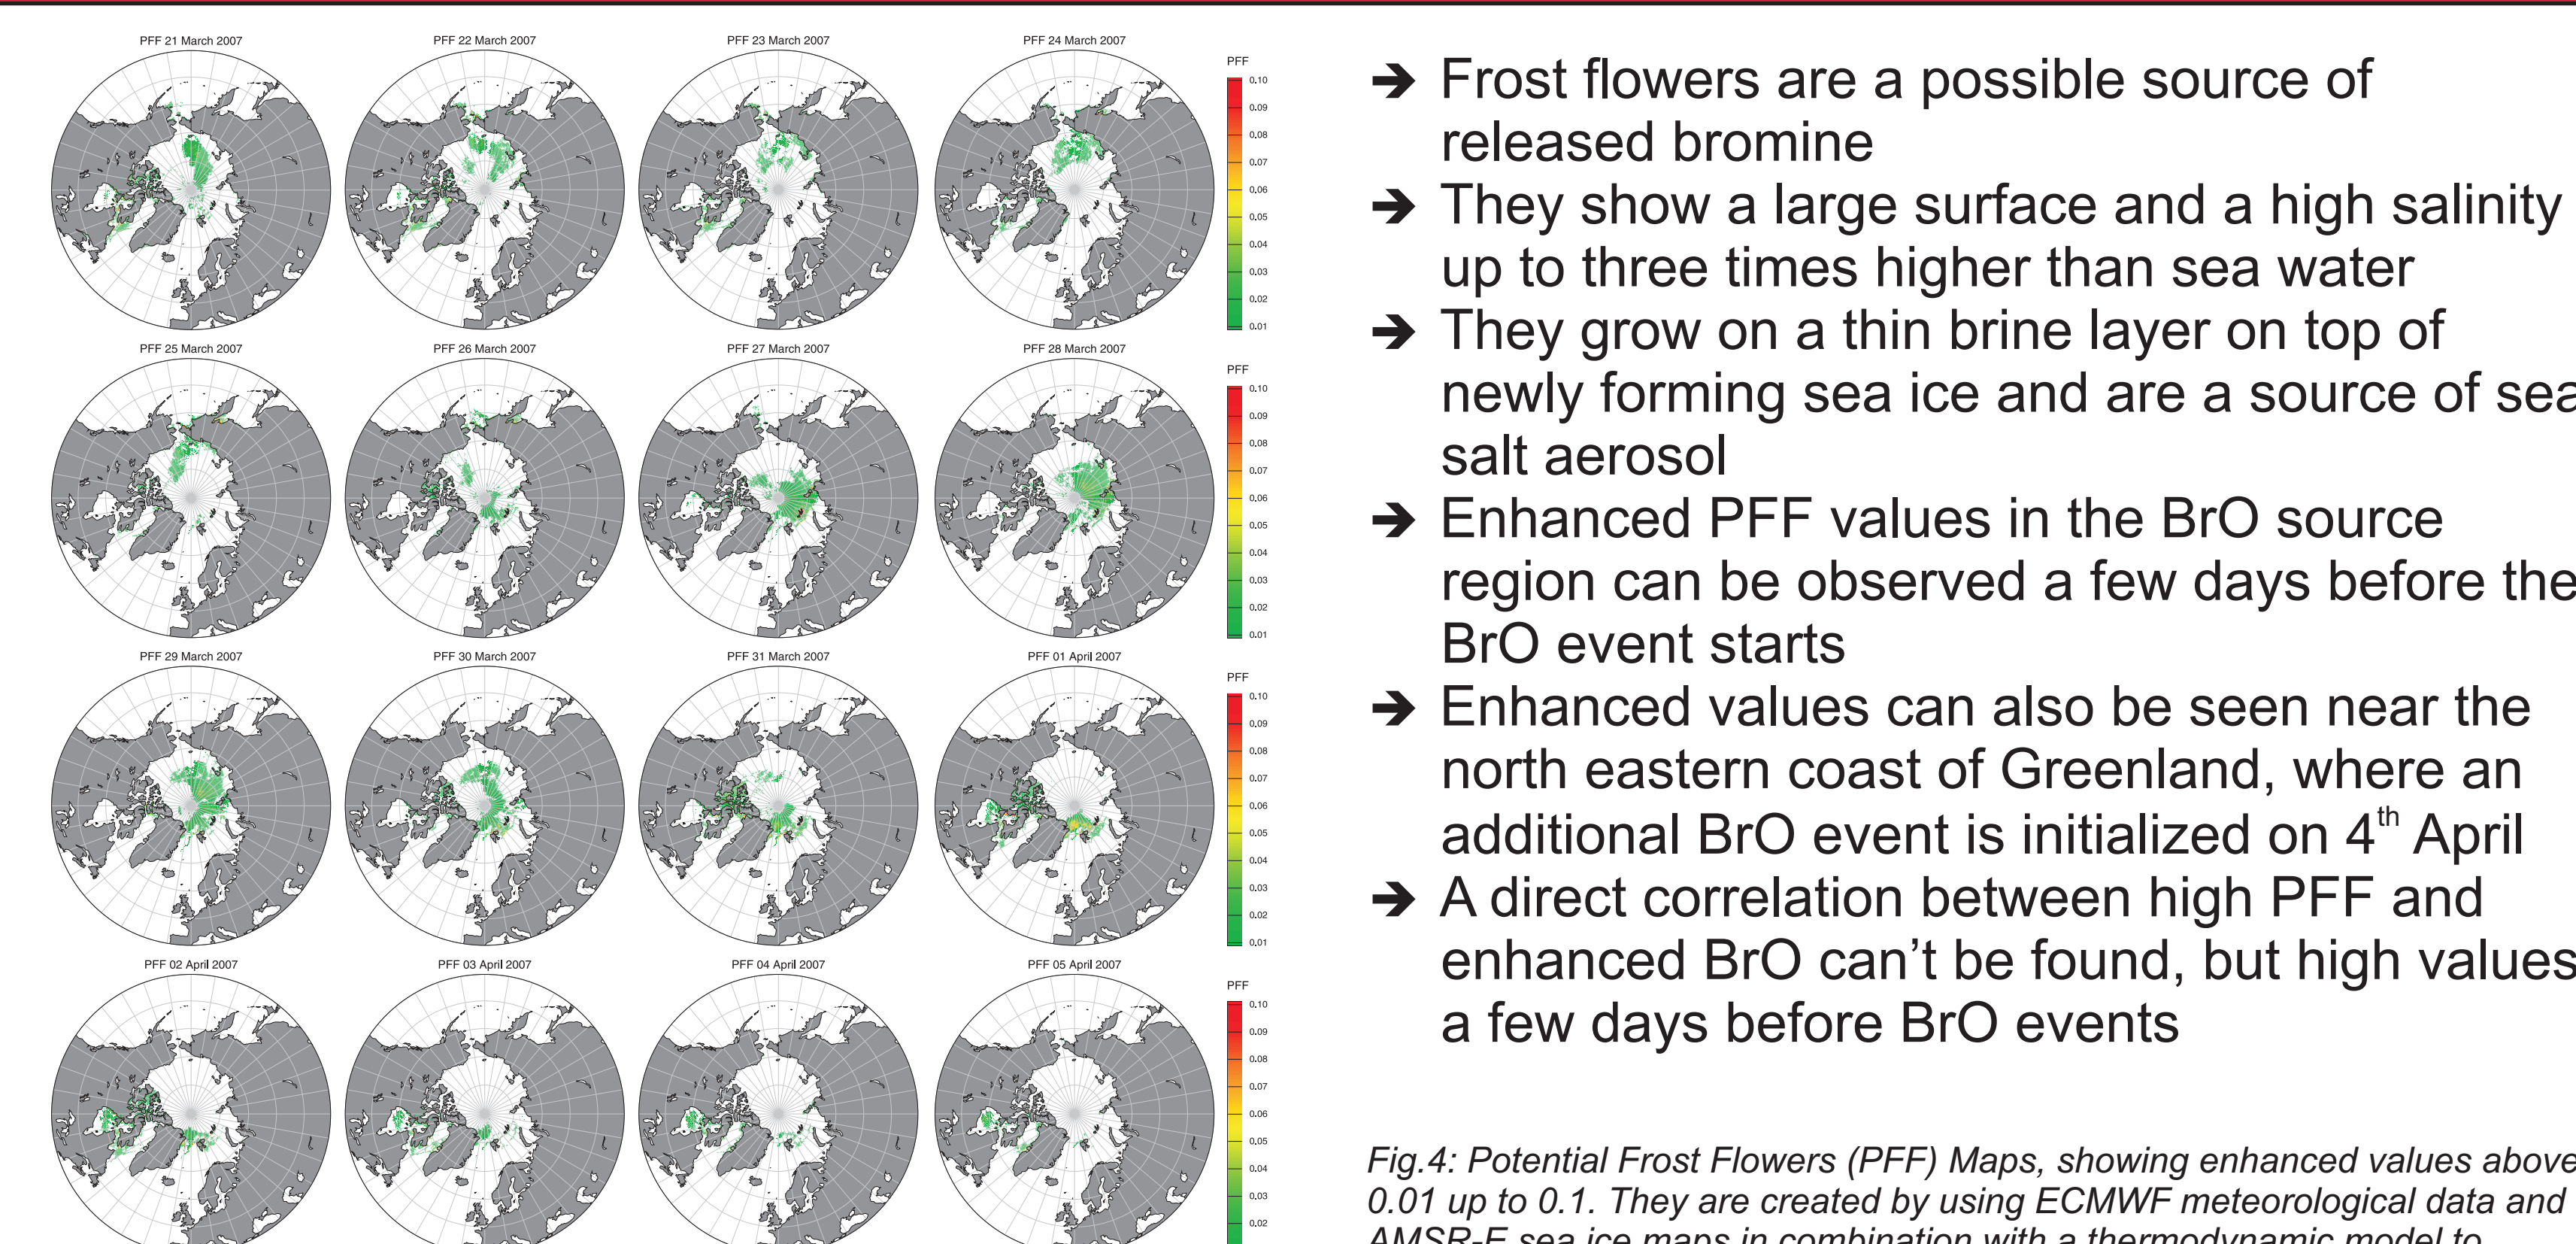 PFF 21 March 2007
PFF 22 March 2007
PFF 23 March 2007
PFF 24 March 2007
PFF
0.10
0.09
0.08
0.07
0.06
0.05
0.04
0.03
0.02
0.01
PFF 25 March 2007
PFF 26 March 2007
PFF 27 March 2007
PFF 28 March 2007
PFF
0.10
0.09
0.08
0.07
0.06
0.05
0.04
0.03
0.02
0.01
PFF 29 March 2007
PFF 30 March 2007
PFF 31 March 2007
PFF 01 April 2007
PFF
0.10
0.09
0.08
0.07
0.06
0.05
0.04
0.03
0.02
0.01
PFF 02 April 2007
PFF 03 April 2007
PFF 04 April 2007
PFF 05 April 2007
PFF
0.10
0.09
0.08
0.07
0.06
0.05
0.04
0.03
0.02
➔ Frost flowers are a possible source of
released bromine
➔ They show a large surface and a high salinity
up to three times higher than sea water
➔ They grow on a thin brine layer on top of
newly forming sea ice and are a source of sea
salt aerosol
➔ Enhanced PFF values in the BrO source
region can be observed a few days before the
BrO event starts
➔ Enhanced values can also be seen near the
north eastern coast of Greenland, where an
additional BrO event is initialized on 4th April
➔ A direct correlation between high PFF and
enhanced BrO can't be found, but high values
a few days before BrO events
Fig.4: Potential Frost Flowers (PFF) Maps, showing enhanced values above
0.01 up to 0.1. They are created by using ECMWF meteorological data and
AMSR-E sea ice maps in combination with a thermodynamic model to